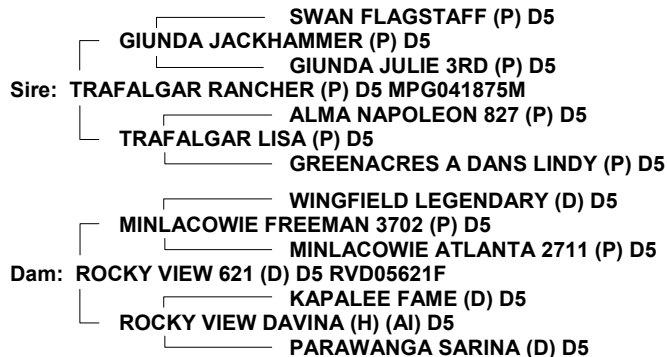 SWAN FLAGSTAFF (P) D5
GIUNDA JACKHAMMER (P) D5
GIUNDA JULIE 3RD (P) D5
Sire: TRAFALGAR RANCHER (P) D5 MPG041875M
ALMA NAPOLEON 827 (P) D5
TRAFALGAR LISA (P) D5
GREENACRES A DANS LINDY (P) D5
WINGFIELD LEGENDARY (D) D5
MINLACOWIE FREEMAN 3702 (P) D5
MINLACOWIE ATLANTA 2711 (P) D5
Dam: ROCKY VIEW 621 (D) D5 RVD05621F
KAPALEE FAME (D) D5
ROCKY VIEW DAVINA (H) (AI) D5
PARAWANGA SARINA (D) D5